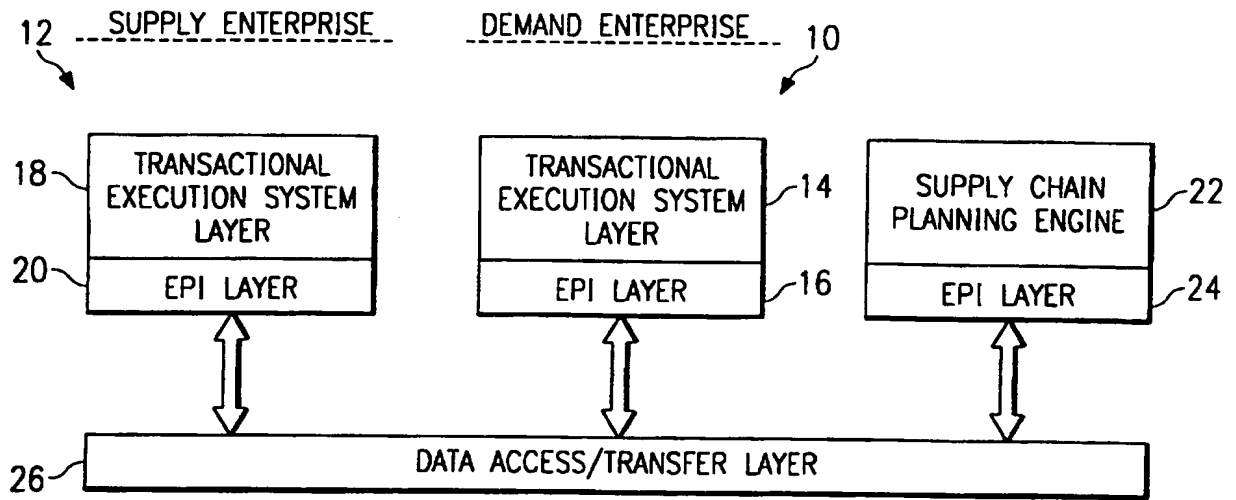 12 SUPPLY ENTERPRISE DEMAND ENTERPRISE 10
18 TRANSACTIONAL EXECUTION SYSTEM LAYER
20 EPI LAYER
TRANSACTIONAL EXECUTION SYSTEM LAYER 14
EPI LAYER 16
SUPPLY CHAIN PLANNING ENGINE 22
EPI LAYER 24
26 DATA ACCESS/TRANSFER LAYER